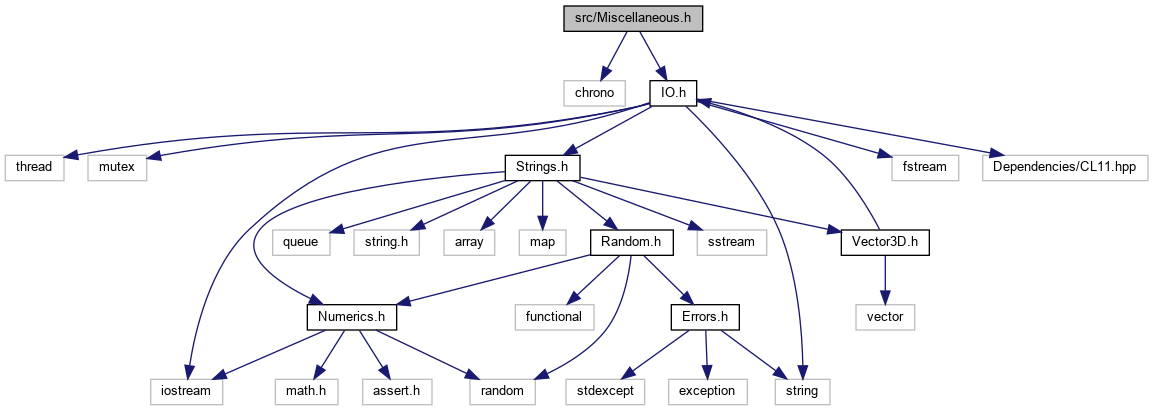 src/Miscellaneous.h
chrono
IO.h
thread
mutex
Strings.h
fstream
Dependencies/CL11.hpp
queue
string.h
array
map
Random.h
sstream
Vector3D.h
Numerics.h
functional
Errors.h
vector
iostream
math.h
assert.h
random
stdexcept
exception
string